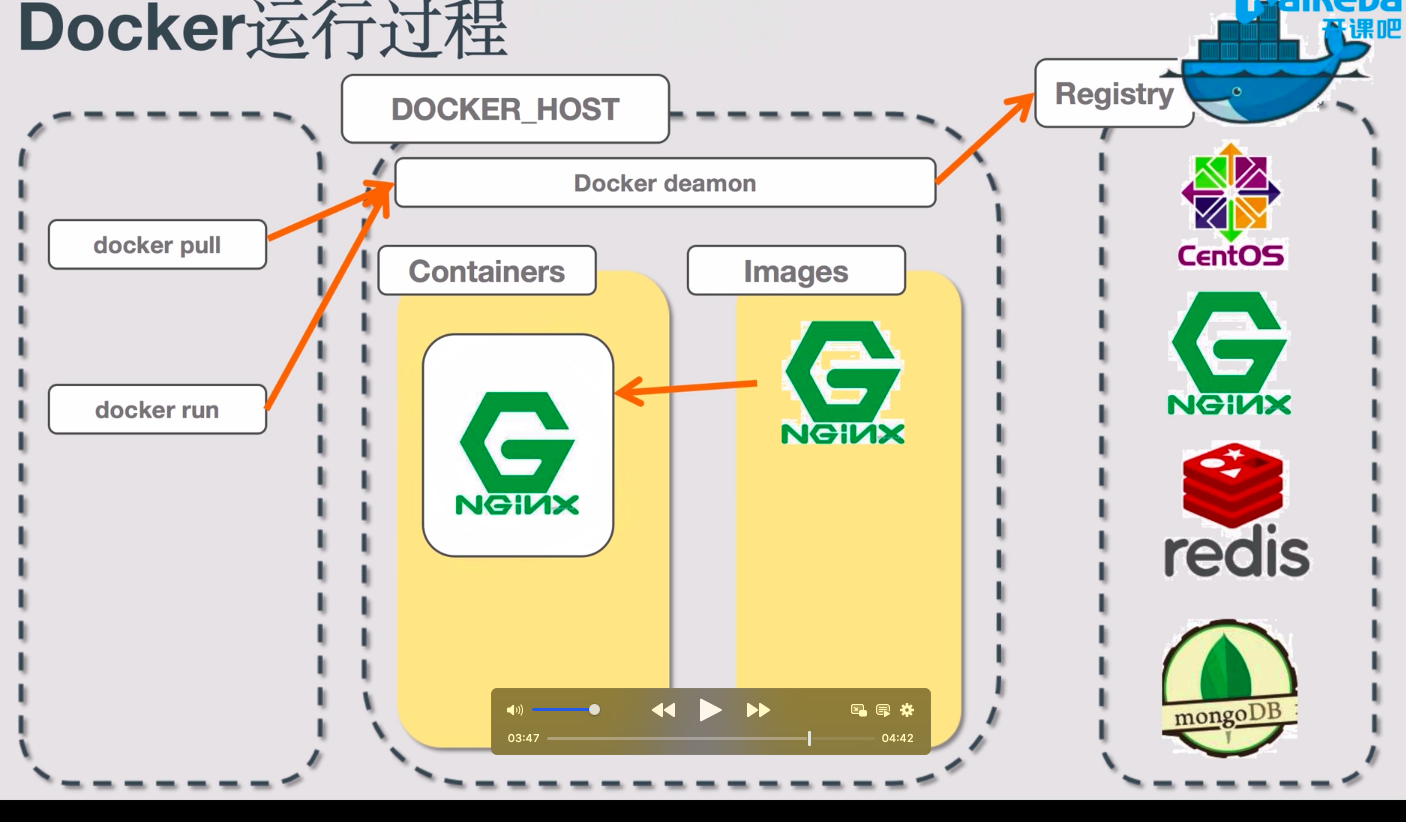 Docker运行过程
开课吧
DOCKER_HOST
Registry
Docker deamon
docker pull
docker run
Containers
Images
NGiNX
NGiNX
CentOS
NGiNX
redis
mongoDB
03:47
04:42